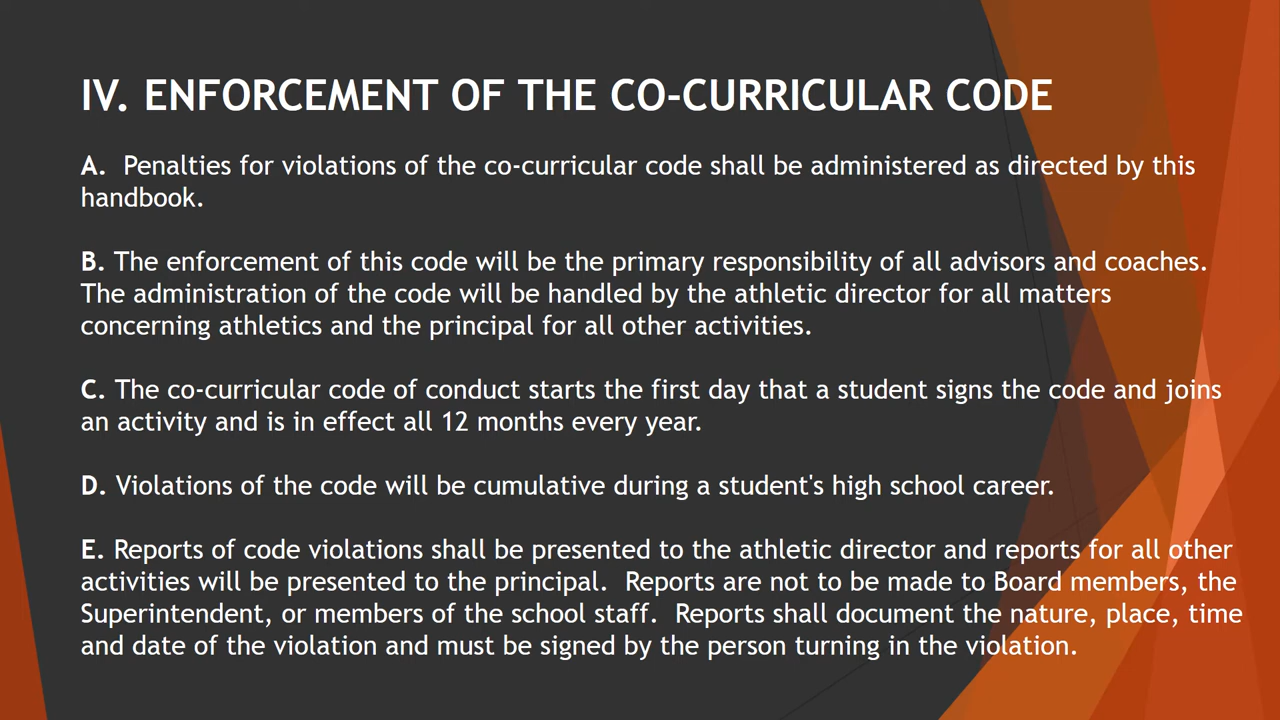 IV. ENFORCEMENT OF THE CO-CURRICULAR CODE
A.  Penalties for violations of the co-curricular code shall be administered as directed by this
handbook.
B. The enforcement of this code will be the primary responsibility of all advisors and coaches.
The administration of the code will be handled by the athletic director for all matters
concerning athletics and the principal for all other activities.
C. The co-curricular code of conduct starts the first day that a student signs the code and joins
an activity and is in effect all 12 months every year.
D. Violations of the code will be cumulative during a student's high school career.
E. Reports of code violations shall be presented to the athletic director and reports for all other
activities will be presented to the principal.  Reports are not to be made to Board members, the
Superintendent, or members of the school staff.  Reports shall document the nature, place, time
and date of the violation and must be signed by the person turning in the violation.